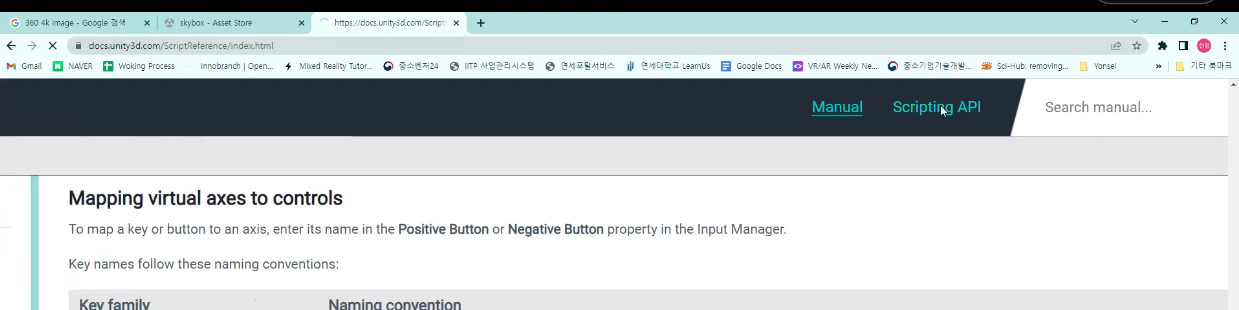 360 4k image - Google 검색
skybox - Asset Store
https://docs.unity3d.com/Script
docs.unity3d.com/ScriptReference/index.html
Gmail
NAVER
Woking Process
Innobranch | Open...
Mixed Reality Tutor...
중소벤처24
IITP 사업관리시스템
연세포탈서비스
연세대학교 LearnUs
Google Docs
VR/AR Weekly Ne...
중소기업기술개발...
Sci-Hub: removing...
Yonsei
»
기타 북마크
Manual
Scripting API
Search manual...
Mapping virtual axes to controls
To map a key or button to an axis, enter its name in the Positive Button or Negative Button property in the Input Manager.
Key names follow these naming conventions:
Key family
Naming convention